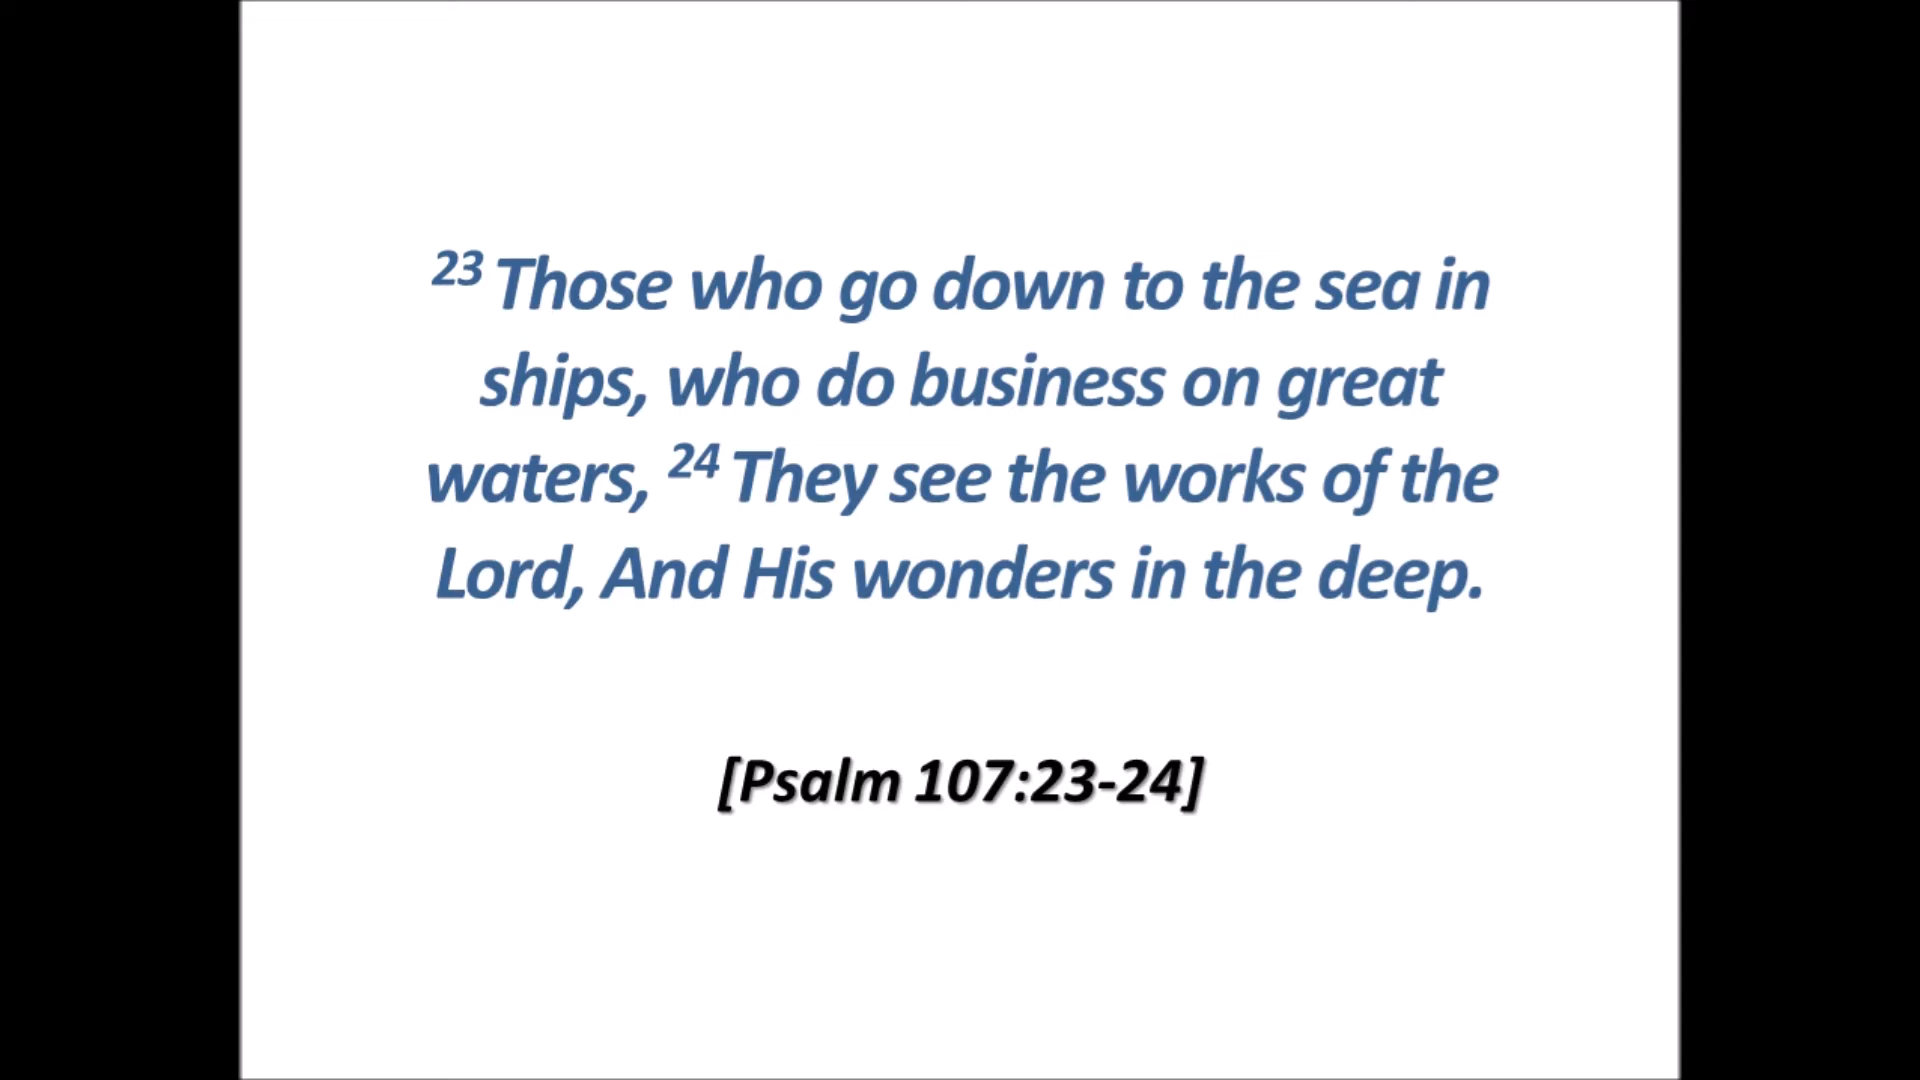 23 Those who go down to the sea in
ships, who do business on great
waters, 24 They see the works of the
Lord, And His wonders in the deep.
[Psalm 107:23-24]